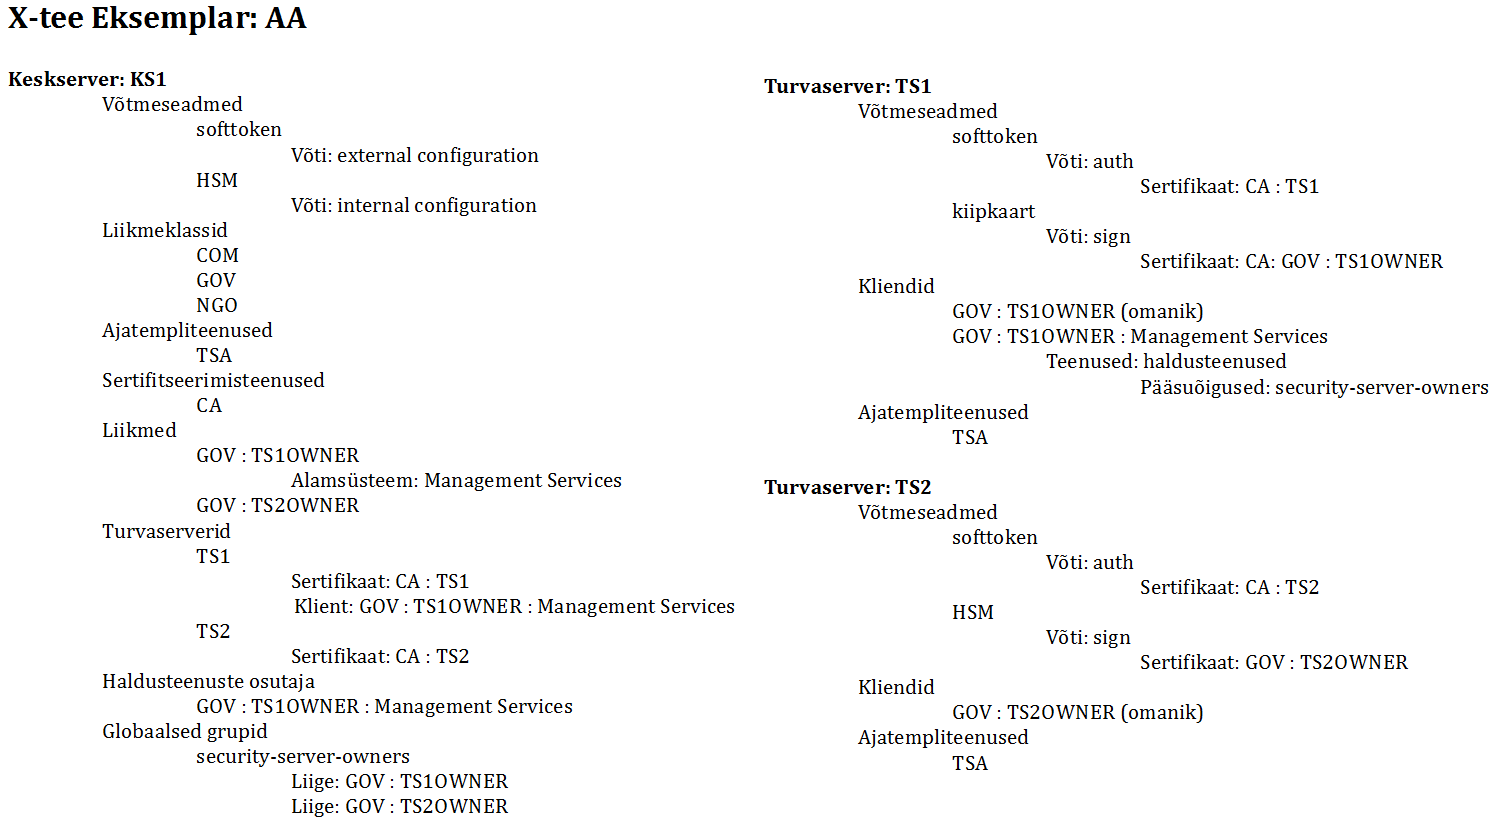 X-tee Eksemplar: AA
Keskserver: KS1
Võtmeseadmed
softtoken
Võti: external configuration
HSM
Võti: internal configuration
Liikmeklassid
COM
GOV
NGO
Ajatempliteenused
TSA
Sertifitseerimisteenused
CA
Liikmed
GOV : TS1OWNER
Alamsüsteem: Management Services
GOV : TS2OWNER
Turvaserverid
TS1
Sertifikaat: CA : TS1
Klient: GOV : TS1OWNER : Management Services
TS2
Sertifikaat: CA : TS2
Haldusteenuste osutaja
GOV : TS1OWNER : Management Services
Globaalsed grupid
security-server-owners
Liige: GOV : TS1OWNER
Liige: GOV : TS2OWNER
Turvaserver: TS1
Võtmeseadmed
softtoken
Võti: auth
Sertifikaat: CA : TS1
kiipkaart
Võti: sign
Sertifikaat: CA: GOV : TS1OWNER
Kliendid
GOV : TS1OWNER (omanik)
GOV : TS1OWNER : Management Services
Teenused: haldusteenused
Pääsuõigused: security-server-owners
Ajatempliteenused
TSA
Turvaserver: TS2
Võtmeseadmed
softtoken
Võti: auth
Sertifikaat: CA : TS2
HSM
Võti: sign
Sertifikaat: GOV : TS2OWNER
Kliendid
GOV : TS2OWNER (omanik)
Ajatempliteenused
TSA